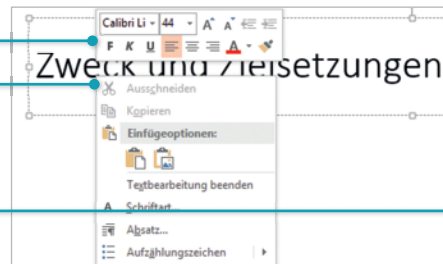 Calibri Li 44 A A
F K U A
Zweck und Zielsetzungen
Ausschneiden
Kopieren
Einfügeoptionen:
Textbearbeitung beenden
A Schriftart...
Absatz...
Aufzählungszeichen